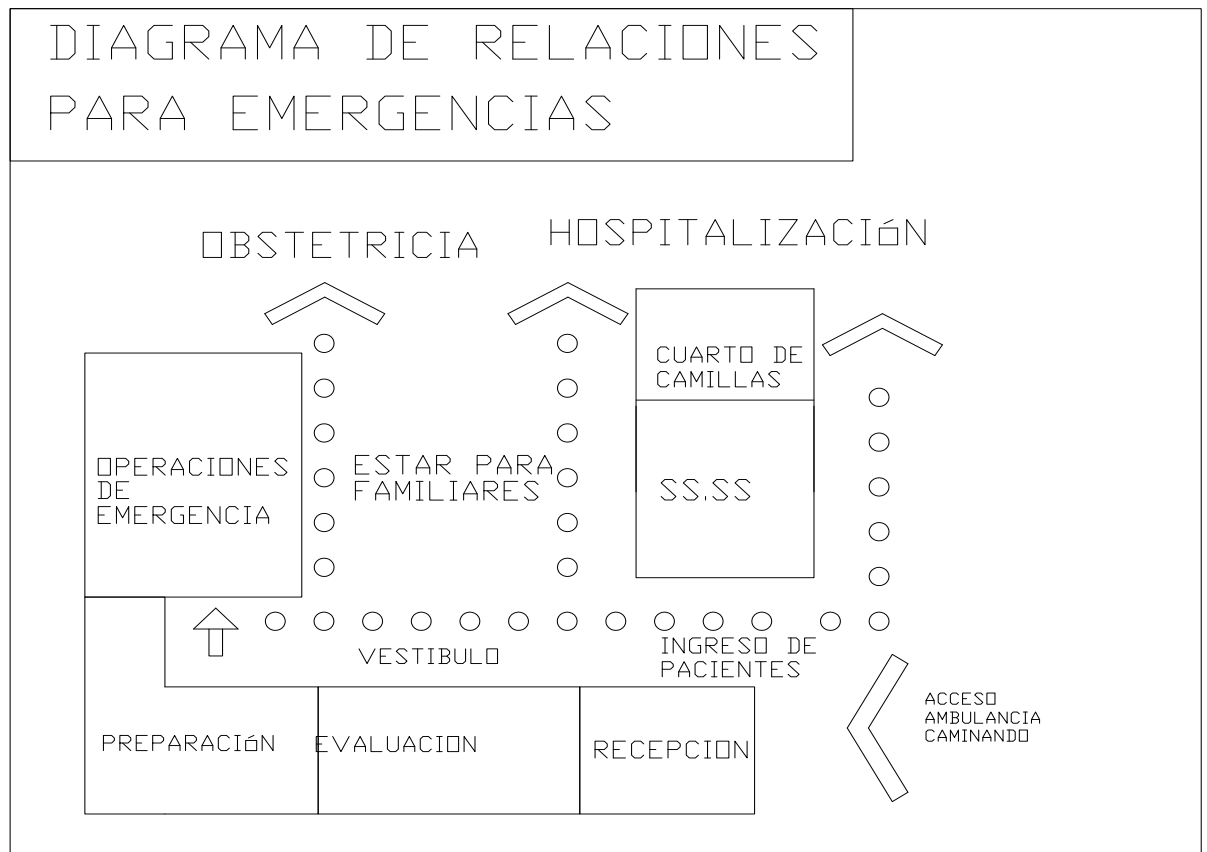 DIAGRAMA DE RELACIONES
PARA EMERGENCIAS
OBSTETRICIA
HOSPITALIZACIóN
CUARTO DE
CAMILLAS
OPERACIONES
DE
EMERGENCIA
ESTAR PARA
FAMILIARES
SS.SS
VESTIBULO
INGRESO DE
PACIENTES
PREPARACIóN
EVALUACION
RECEPCION
ACCESO
AMBULANCIA
CAMINANDO